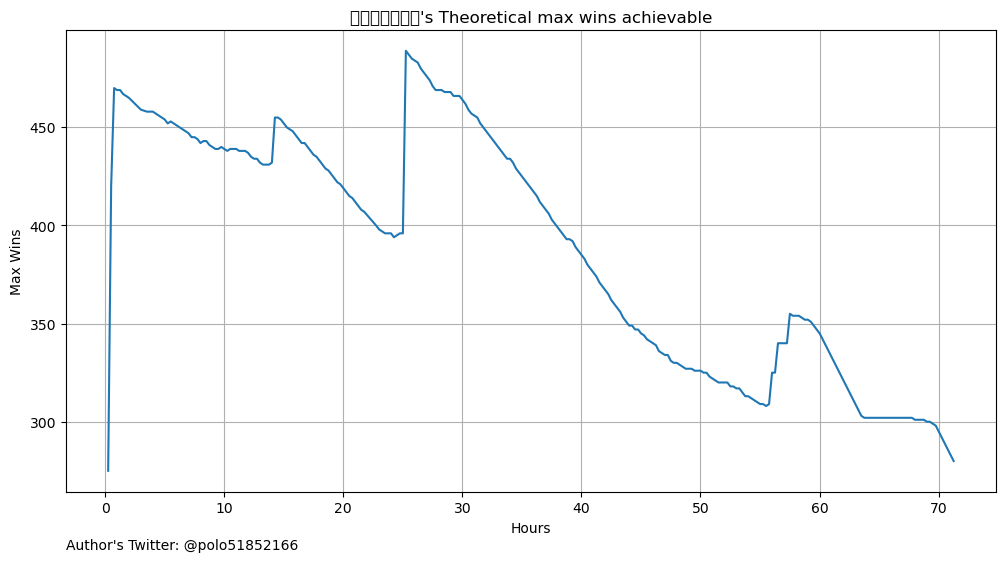 's Theoretical max wins achievable
450
400
350
300
Max Wins
0 10 20 30 40 50 60 70
Hours
Author's Twitter: @polo51852166